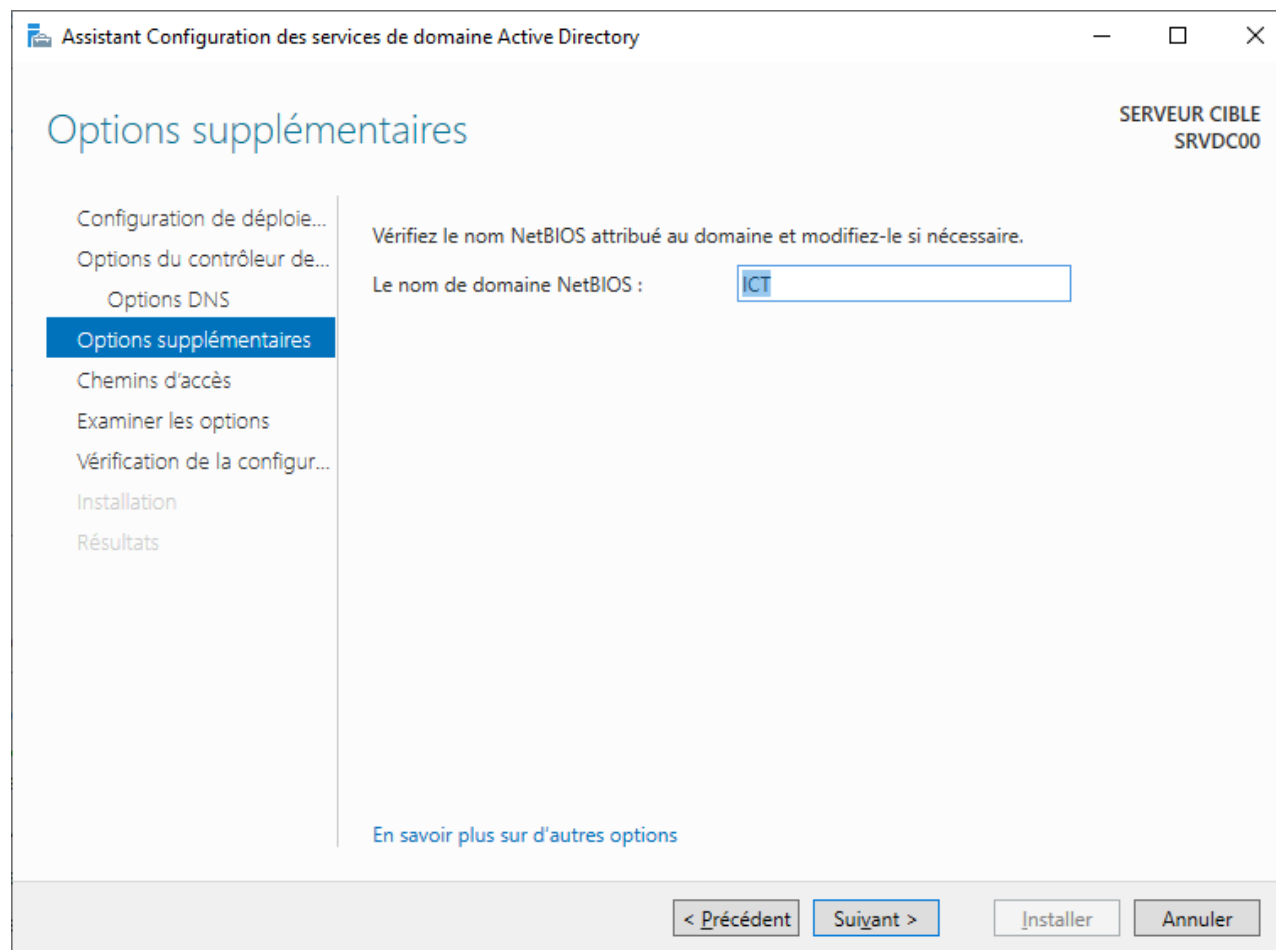 Assistant Configuration des services de domaine Active Directory
Options supplémentaires
SERVEUR CIBLE
SRVDC00
Configuration de déploie...
Options du contrôleur de...
Options DNS
Options supplémentaires
Chemins d'accès
Examiner les options
Vérification de la configur...
Installation
Résultats
Vérifiez le nom NetBIOS attribué au domaine et modifiez-le si nécessaire.
Le nom de domaine NetBIOS : ICT
En savoir plus sur d'autres options
< Précédent Suivant > Installer Annuler